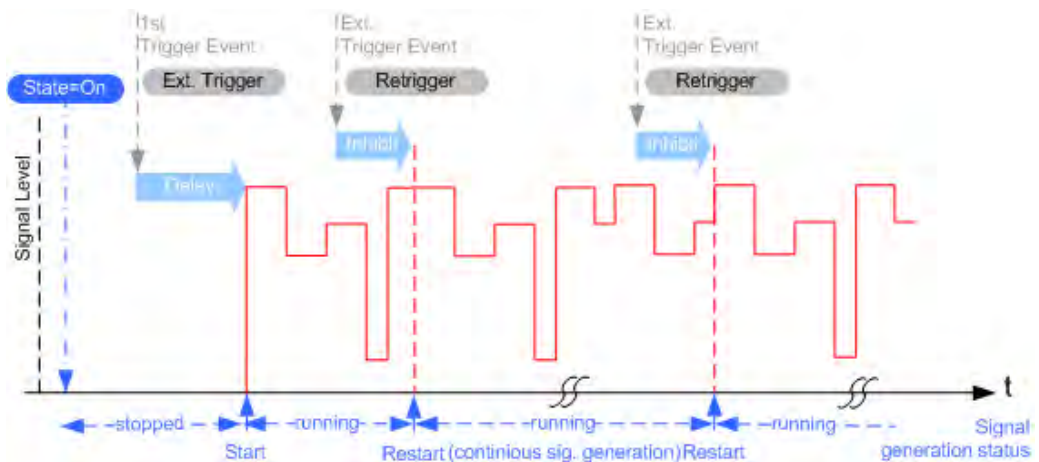 1st
Trigger Event
Ext.
Trigger Event
Ext.
Trigger Event
State=On
Ext. Trigger
Retrigger
Retrigger
Inhibit
Inhibit
Delay
Signal Level
t
stopped
running
running
running
Signal
generation status
Start
Restart (continious sig. generation) Restart